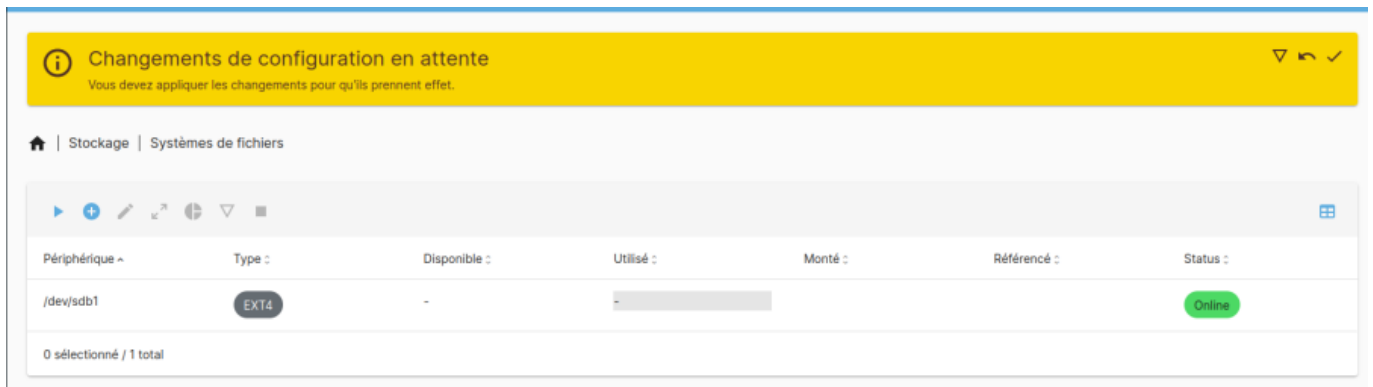 Changements de configuration en attente
Vous devez appliquer les changements pour qu'ils prennent effet.
| Stockage | Systèmes de fichiers
Périphérique Type Disponible Utilisé Monté Référencé Status
/dev/sdb1 EXT4 - - Online
0 sélectionné / 1 total